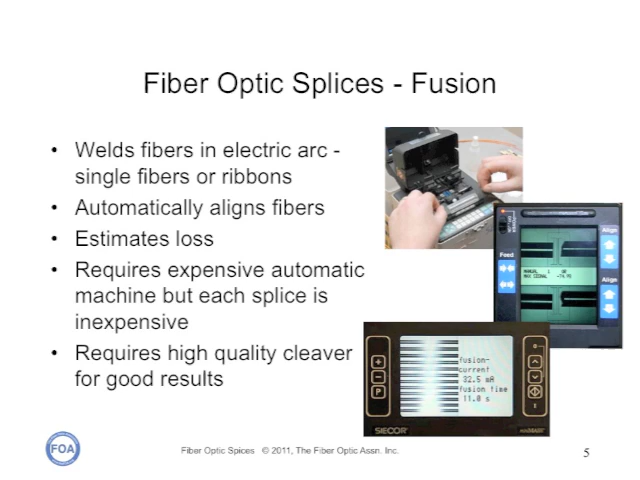 Fiber Optic Splices - Fusion
• Welds fibers in electric arc -
single fibers or ribbons
• Automatically aligns fibers
• Estimates loss
• Requires expensive automatic
machine but each splice is
inexpensive
• Requires high quality cleaver
for good results
Align
Feed
Align
fusion-
current
32.5 mA
fusion time
11.0 s
+
-
P
SIECOR
FOA
Fiber Optic Spices © 2011, The Fiber Optic Assn. Inc.
5